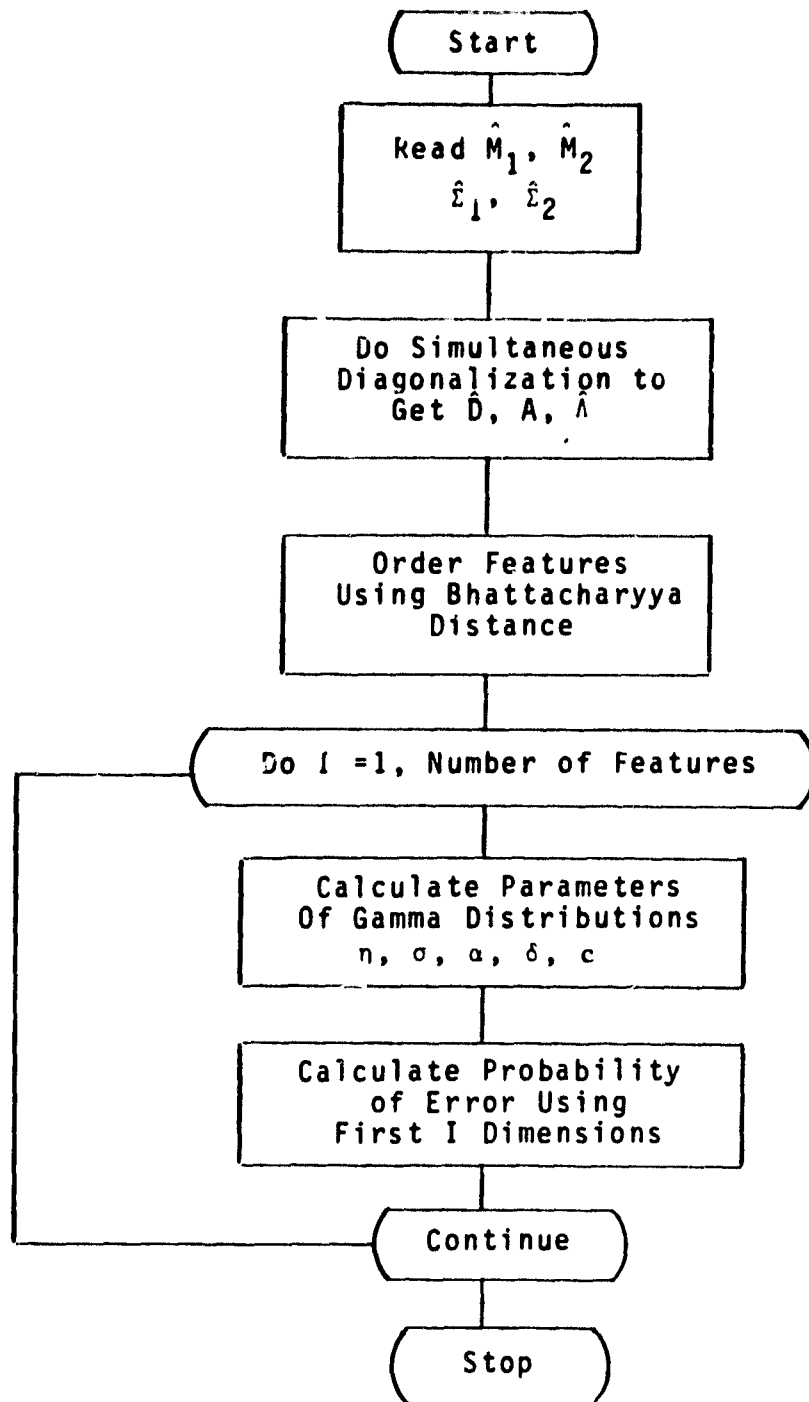 Start
Read M̂₁, M̂₂
Σ̂₁, Σ̂₂
Do Simultaneous
Diagonalization to
Get D̂, A, Λ̂
Order Features
Using Bhattacharyya
Distance
Do I =1, Number of Features
Calculate Parameters
Of Gamma Distributions
η, σ, α, δ, c
Calculate Probability
of Error Using
First I Dimensions
Continue
Stop